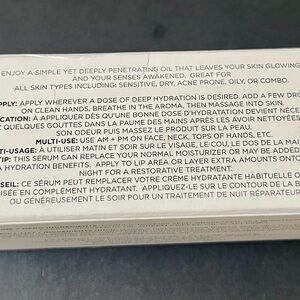 ENJOY A SIMPLE YET DEEPLY PENETRATING OIL THAT LEAVES YOUR SKIN GLOWING
AND YOUR SENSES AWAKENED. GREAT FOR
ALL SKIN TYPES INCLUDING: SENSITIVE, DRY, ACNE PRONE, OILY, OR COMBO.
PPLY: APPLY WHEREVER A DOSE OF DEEP HYDRATION IS DESIRED. ADD A FEW DRO
ON CLEAN HANDS, BREATHE IN THE AROMA, THEN MASSAGE INTO SKIN.
ICATION: À APPLIQUER DÈS QU'UNE BONNE DOSE D'HYDRATATION DEVIENT NÉCE
Z QUELQUES GOUTTES DANS LA PAUME DES MAINS APRÈS LES AVOIR NETTOYÉES
SON ODEUR PUIS MASSEZ LE PRODUIT SUR LA PEAU.
MULTI-USE: USE AM + PM ON FACE, NECK, TOPS OF HANDS, ETC.
TI-USAGE: À UTILISER MATIN ET SOIR SUR LE VISAGE, LE COU, LE DOS DE LA MAI
TIP: THIS SÉRUM CAN REPLACE YOUR NORMAL MOISTURIZER OR MAY BE ADDED
A HYDRATION BENEFITS. APPLY TO LIP AREA OR LAYER EXTRA AMOUNTS ONTO
NIGHT FOR A RESTORATIVE TREATMENT.
SEIL: CE SÉRUM PEUT REMPLACER VOTRE CRÈME HYDRATANTE HABITUELLE O
ISÉE EN COMPLÉMENT HYDRATANT. APPLIQUEZ-LE SUR LE CONTOUR DE LA B
OU GÉNÉREUSEMENT LE SOIR POUR UN TRAITEMENT DE NUIT RÉPARATEUR